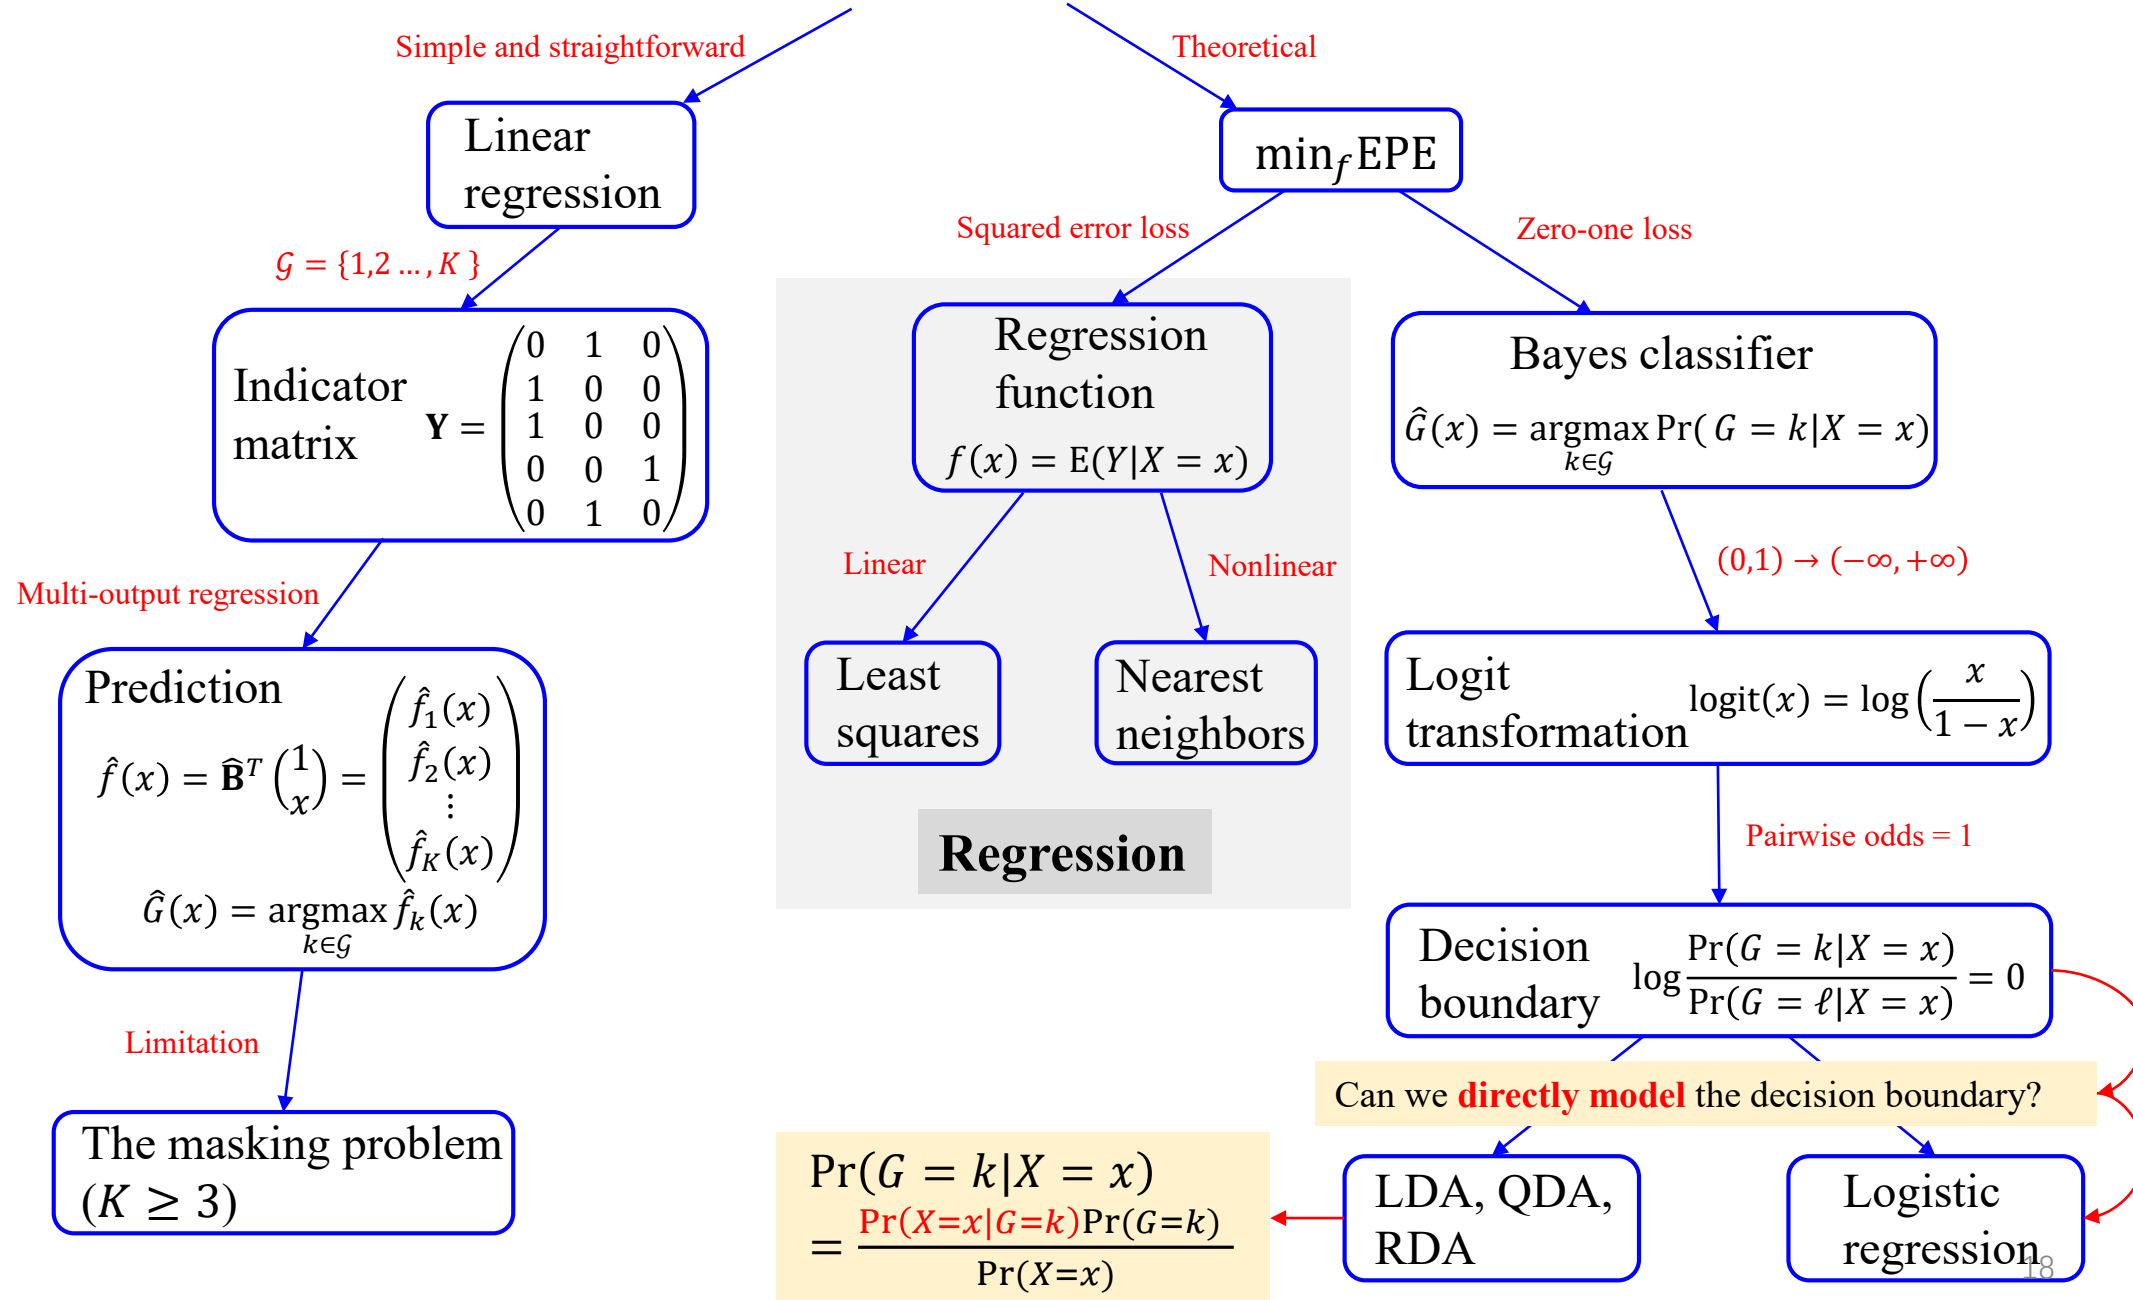 Simple and straightforward
Theoretical
Linear
regression
min_f EPE
Squared error loss
Zero-one loss
𝒢 = {1,2 …, K }
Indicator
matrix
Y = 
0 1 0
1 0 0
1 0 0
0 0 1
0 1 0
Regression
function
f(x) = E(Y|X = x)
Bayes classifier
Ĝ(x) = argmax Pr( G = k|X = x)
k∈𝒢
Multi-output regression
Linear
Nonlinear
(0,1) → (−∞, +∞)
Prediction
f̂(x) = B̂ᵀ (1 x) = (f̂₁(x) f̂₂(x) ⋮ f̂_K(x))
Ĝ(x) = argmax f̂_k(x)
k∈𝒢
Least
squares
Nearest
neighbors
Regression
Logit
transformation
logit(x) = log(x / (1 − x))
Pairwise odds = 1
Decision
boundary
log Pr(G = k|X = x) / Pr(G = ℓ|X = x) = 0
Limitation
The masking problem
(K ≥ 3)
Can we directly model the decision boundary?
Pr(G = k|X = x)
= Pr(X=x|G=k)Pr(G=k) / Pr(X=x)
LDA, QDA,
RDA
Logistic
regression
18